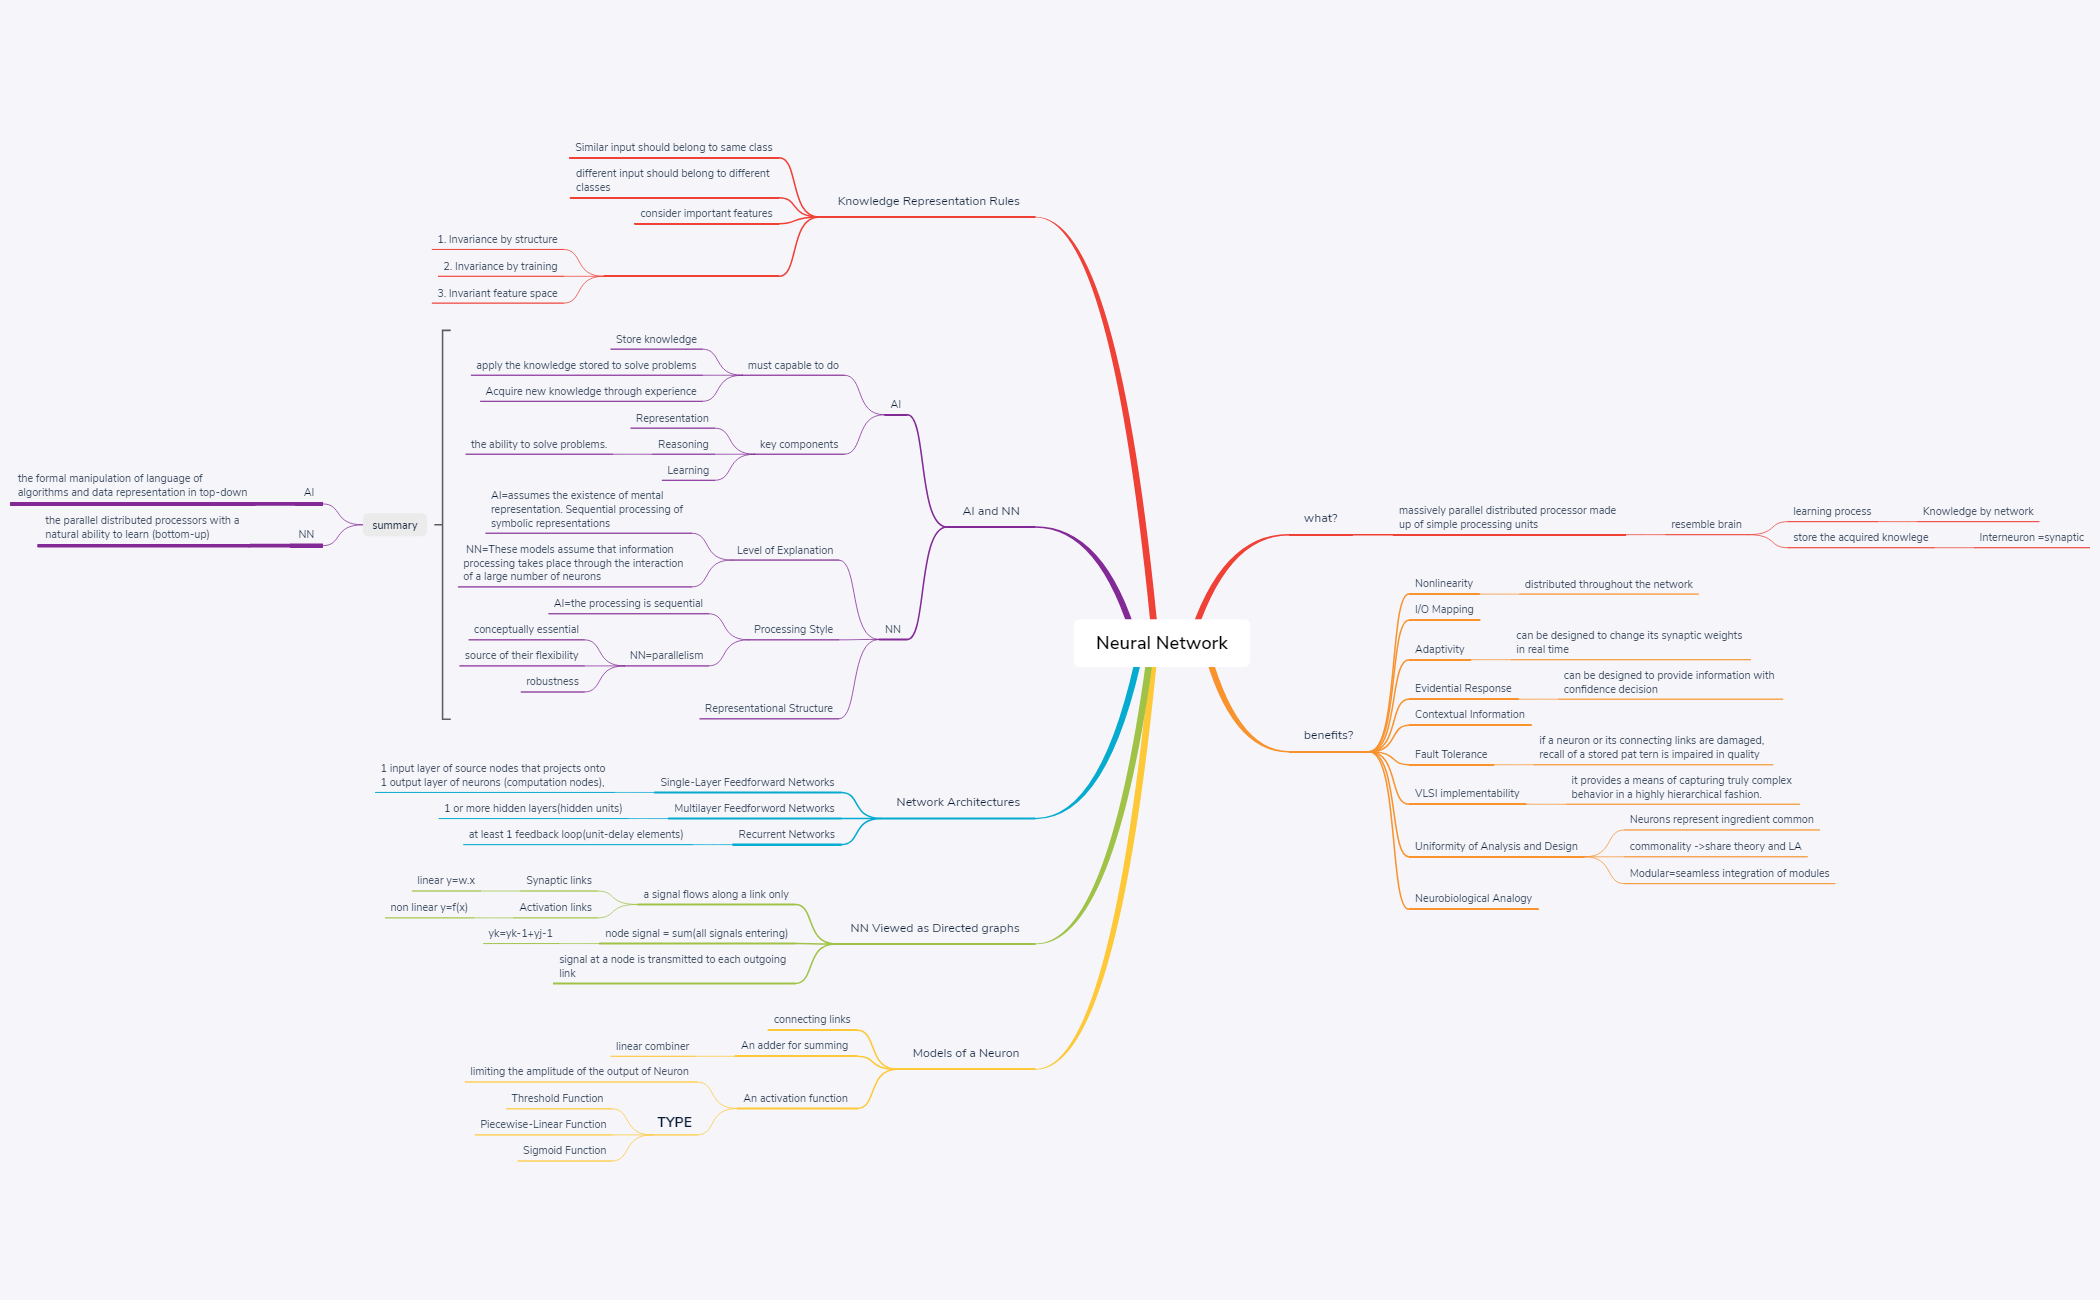 Neural Network
what?
massively parallel distributed processor made
up of simple processing units
resemble brain
learning process
Knowledge by network
store the acquired knowlege
Interneuron =synaptic
benefits?
Nonlinearity
distributed throughout the network
I/O Mapping
Adaptivity
can be designed to change its synaptic weights
in real time
Evidential Response
can be designed to provide information with
confidence decision
Contextual Information
Fault Tolerance
if a neuron or its connecting links are damaged,
recall of a stored pat tern is impaired in quality
VLSI implementability
it provides a means of capturing truly complex
behavior in a highly hierarchical fashion.
Uniformity of Analysis and Design
Neurons represent ingredient common
commonality ->share theory and LA
Modular=seamless integration of modules
Neurobiological Analogy
Knowledge Representation Rules
Similar input should belong to same class
different input should belong to different
classes
consider important features
1. Invariance by structure
2. Invariance by training
3. Invariant feature space
AI and NN
AI
must capable to do
Store knowledge
apply the knowledge stored to solve problems
Acquire new knowledge through experience
key components
Representation
Reasoning
the ability to solve problems.
Learning
NN
Level of Explanation
AI=assumes the existence of mental
representation. Sequential processing of
symbolic representations
NN=These models assume that information
processing takes place through the interaction
of a large number of neurons
Processing Style
AI=the processing is sequential
NN=parallelism
conceptually essential
source of their flexibility
robustness
Representational Structure
summary
AI
the formal manipulation of language of
algorithms and data representation in top-down
NN
the parallel distributed processors with a
natural ability to learn (bottom-up)
Network Architectures
Single-Layer Feedforward Networks
1 input layer of source nodes that projects onto
1 output layer of neurons (computation nodes),
Multilayer Feedforword Networks
1 or more hidden layers(hidden units)
Recurrent Networks
at least 1 feedback loop(unit-delay elements)
NN Viewed as Directed graphs
a signal flows along a link only
Synaptic links
linear y=w.x
Activation links
non linear y=f(x)
node signal = sum(all signals entering)
yk=yk-1+yj-1
signal at a node is transmitted to each outgoing
link
Models of a Neuron
connecting links
An adder for summing
linear combiner
An activation function
limiting the amplitude of the output of Neuron
TYPE
Threshold Function
Piecewise-Linear Function
Sigmoid Function